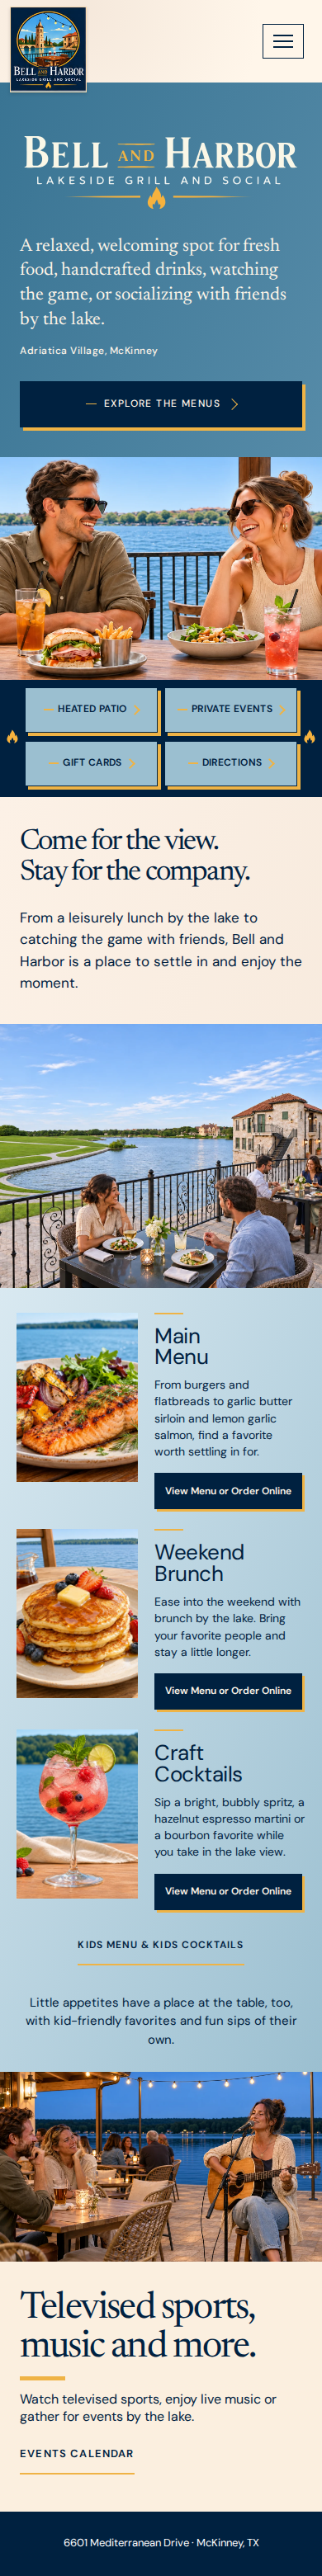 BELL AND HARBOR
LAKESIDE GRILL AND SOCIAL
BELL AND HARBOR
LAKESIDE GRILL AND SOCIAL
A relaxed, welcoming spot for fresh
food, handcrafted drinks, watching
the game, or socializing with friends
by the lake.
Adriatica Village, McKinney
EXPLORE THE MENUS
HEATED PATIO
PRIVATE EVENTS
GIFT CARDS
DIRECTIONS
Come for the view.
Stay for the company.
From a leisurely lunch by the lake to
catching the game with friends, Bell and
Harbor is a place to settle in and enjoy the
moment.
Main
Menu
From burgers and
flatbreads to garlic butter
sirloin and lemon garlic
salmon, find a favorite
worth settling in for.
View Menu or Order Online
Weekend
Brunch
Ease into the weekend with
brunch by the lake. Bring
your favorite people and
stay a little longer.
View Menu or Order Online
Craft
Cocktails
Sip a bright, bubbly spritz, a
hazelnut espresso martini or
a bourbon favorite while
you take in the lake view.
View Menu or Order Online
KIDS MENU & KIDS COCKTAILS
Little appetites have a place at the table, too,
with kid-friendly favorites and fun sips of their
own.
Televised sports,
music and more.
Watch televised sports, enjoy live music or
gather for events by the lake.
EVENTS CALENDAR
6601 Mediterranean Drive · McKinney, TX